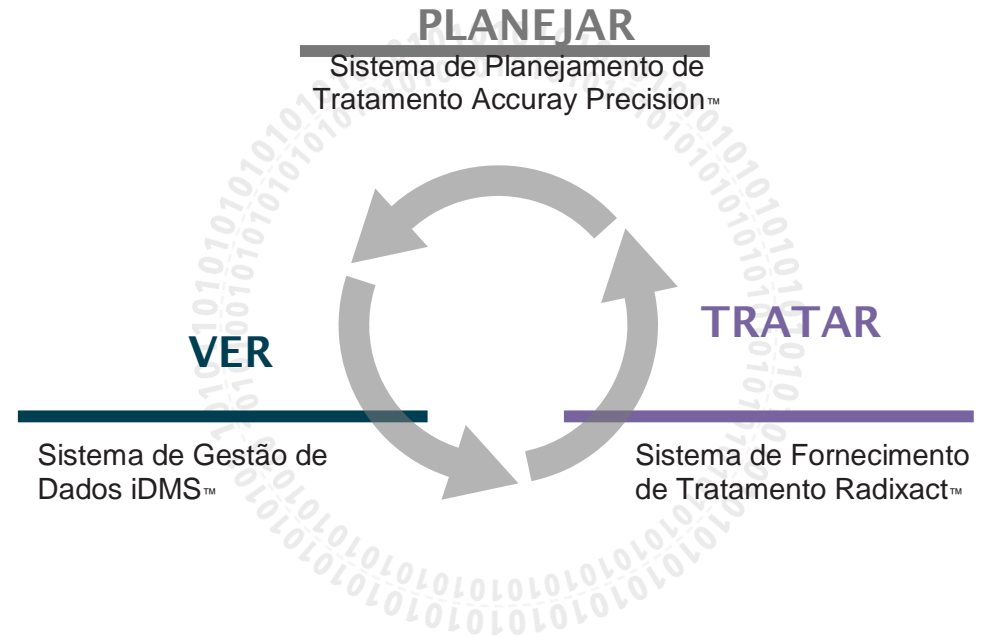 PLANEJAR
Sistema de Planejamento de
Tratamento Accuray Precision™
VER
Sistema de Gestão de
Dados iDMS™
TRATAR
Sistema de Fornecimento
de Tratamento Radixact™